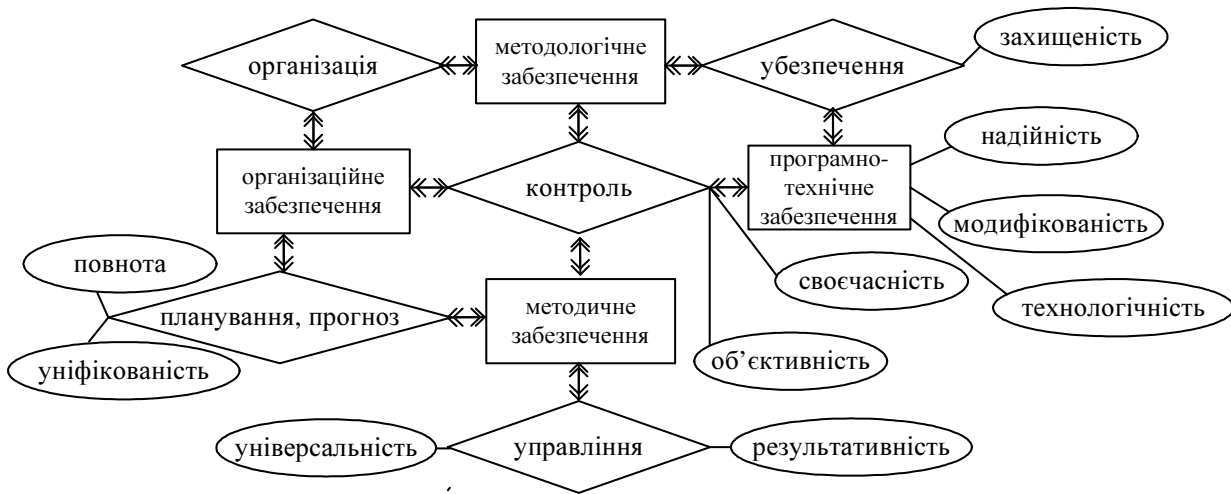 захищеність
організація
методологічне
забезпечення
убезпечення
надійність
організаційне
забезпечення
контроль
програмно-
технічне
забезпечення
модифікованість
повнота
своєчасність
планування, прогноз
методичне
забезпечення
технологічність
уніфікованість
об’єктивність
універсальність
управління
результативність